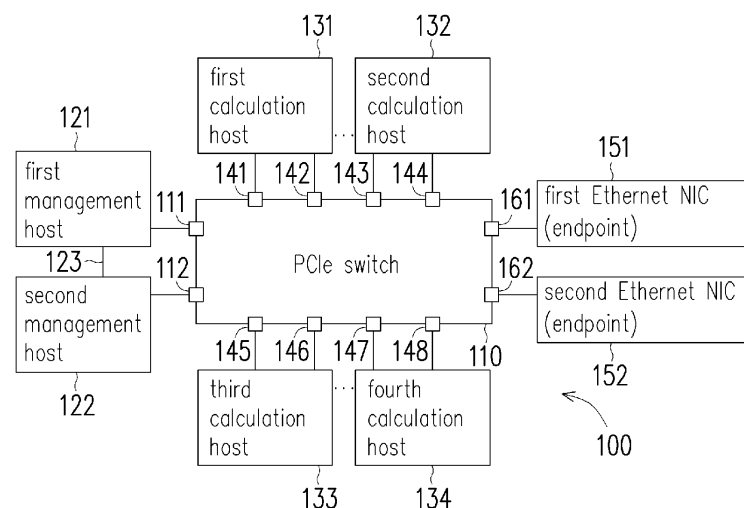 131
132
first
calculation
host
second
calculation
host
121
151
141
142
143
144
first
management
host
111
161
first Ethernet NIC
(endpoint)
123
112
PCIe switch
162
second
management
host
second Ethernet NIC
(endpoint)
145
146
147
148
110
122
152
third
calculation
host
fourth
calculation
host
100
133
134